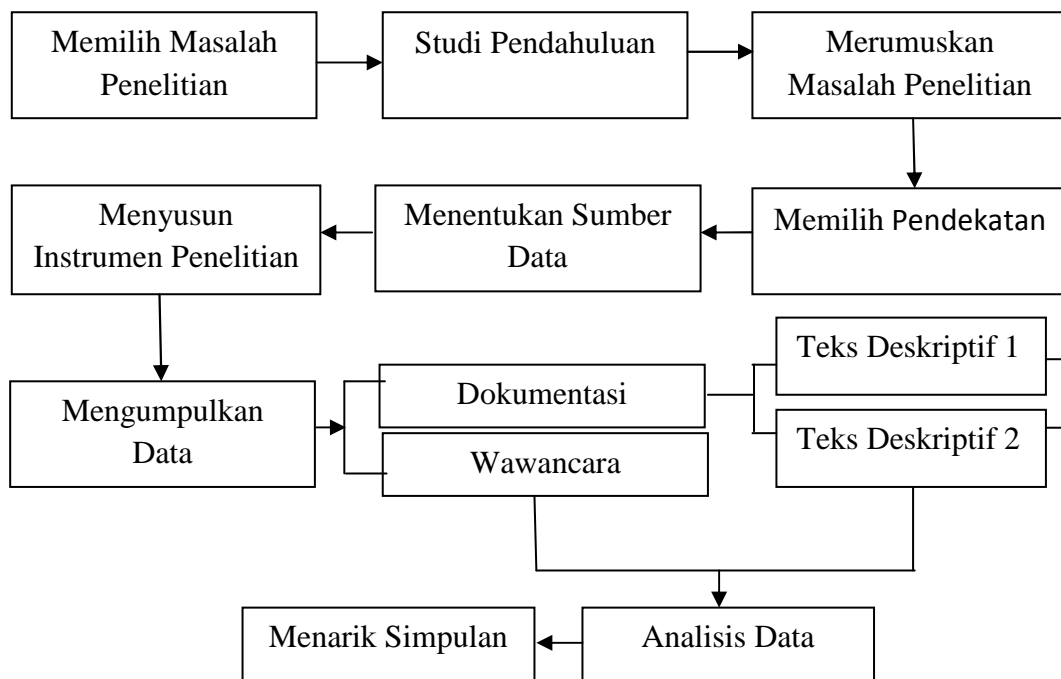 Memilih Masalah
Penelitian
Studi Pendahuluan
Merumuskan
Masalah Penelitian
Memilih Pendekatan
Menentukan Sumber
Data
Menyusun
Instrumen Penelitian
Mengumpulkan
Data
Dokumentasi
Wawancara
Teks Deskriptif 1
Teks Deskriptif 2
Analisis Data
Menarik Simpulan